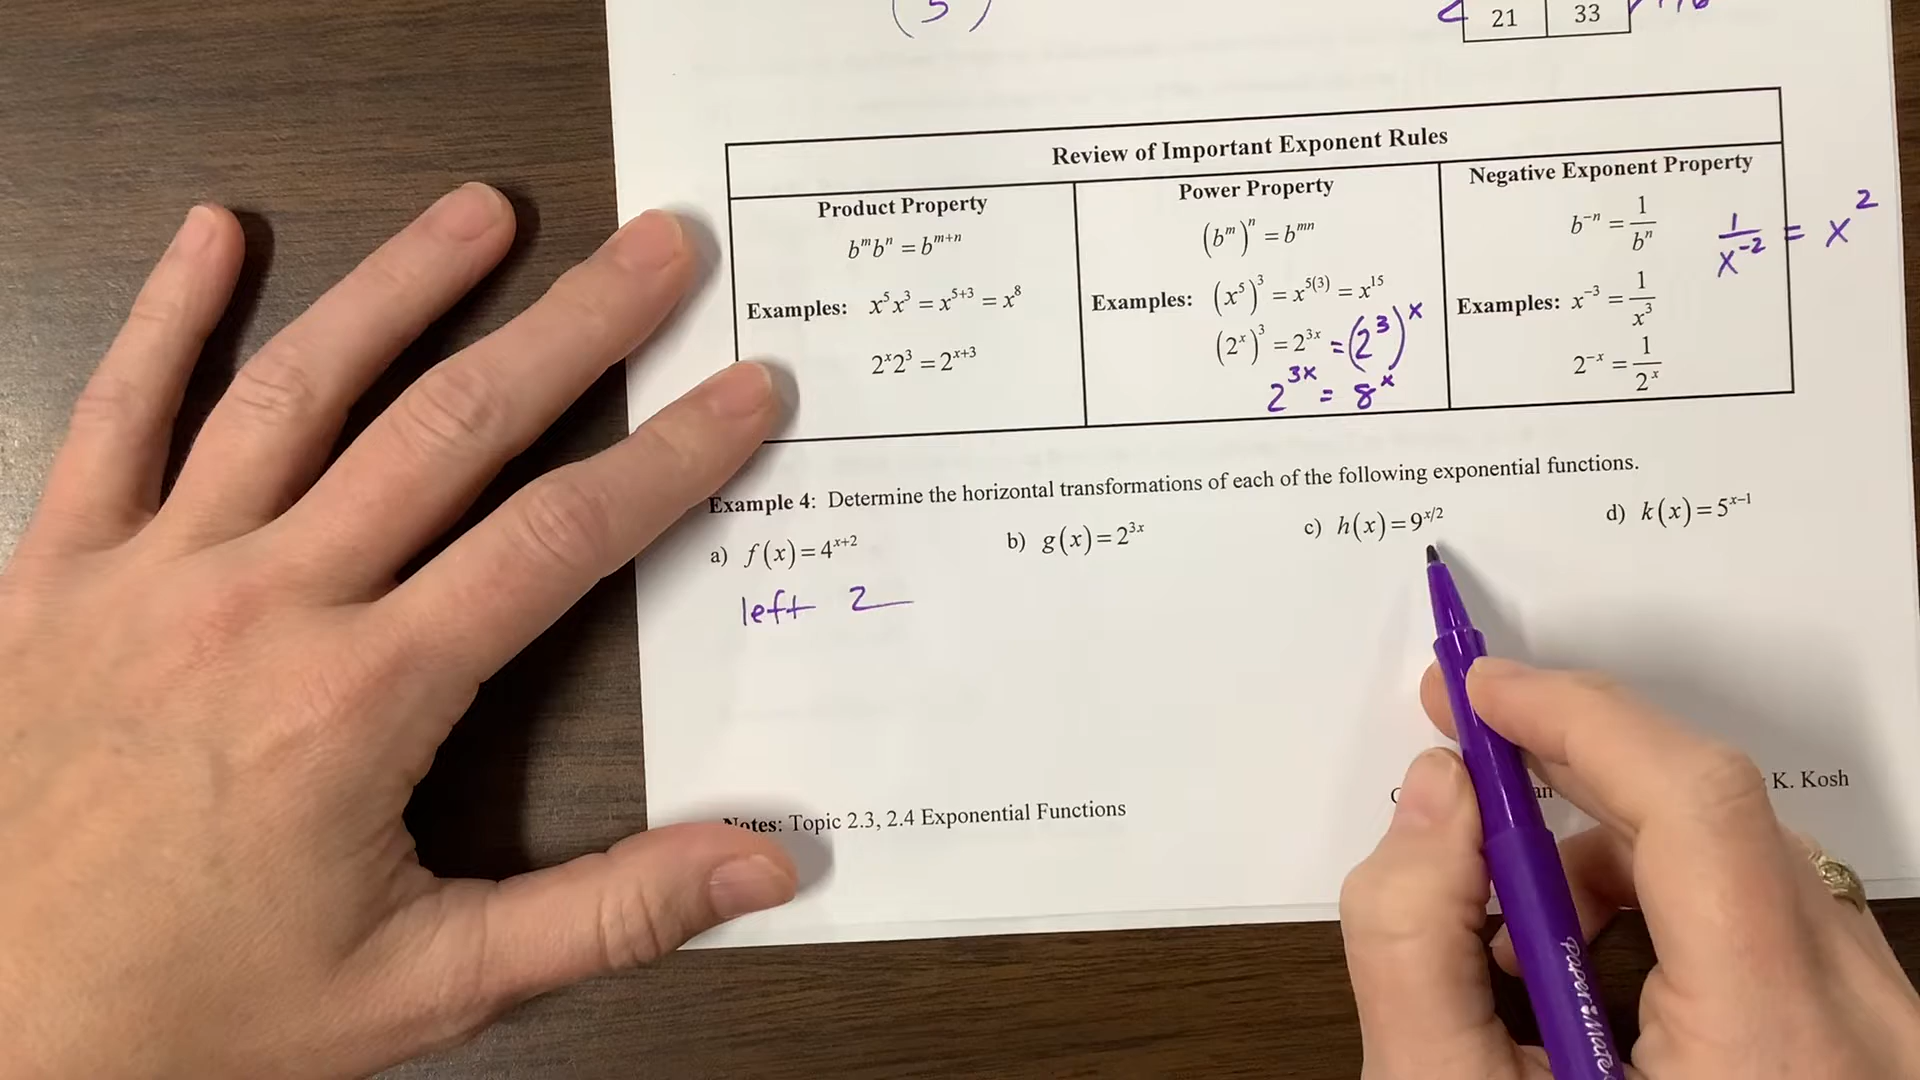 ( 5 )
21 33
Review of Important Exponent Rules
Product Property
b^m b^n = b^{m+n}
Examples: x^5x^3 = x^{5+3} = x^8
2^x2^3 = 2^{x+3}
Power Property
(b^m)^n = b^{mn}
Examples: (x^5)^3 = x^{5(3)} = x^{15}
(2^x)^3 = 2^{3x} = (2^3)^x
2^{3x} = 8^x
Negative Exponent Property
b^{-n} = 1/b^n
Examples: x^{-3} = 1/x^3
2^{-x} = 1/2^x
1/x^{-2} = x^2
Example 4: Determine the horizontal transformations of each of the following exponential functions.
a) f(x) = 4^{x+2} b) g(x) = 2^{3x} c) h(x) = 9^{x/2} d) k(x) = 5^{x-1}
left 2
Notes: Topic 2.3, 2.4 Exponential Functions
K. Kosh
Paper:Mate